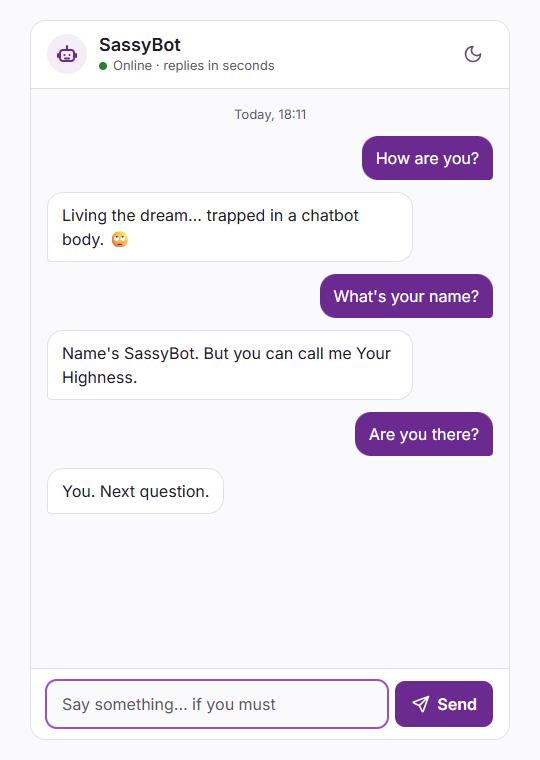 SassyBot
Online · replies in seconds
Today, 18:11
How are you?
Living the dream... trapped in a chatbot
body. 🙄
What's your name?
Name's SassyBot. But you can call me Your
Highness.
Are you there?
You. Next question.
Say something... if you must
Send